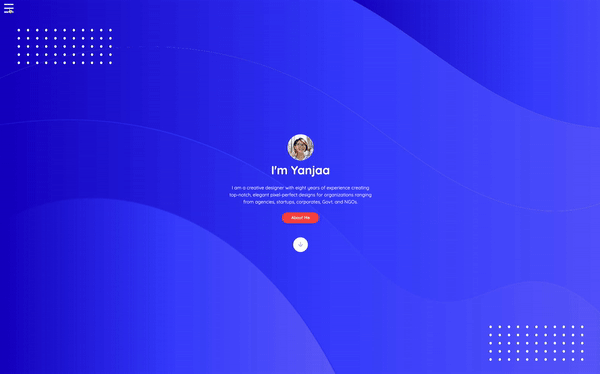 I'm Yanjaa
I am a creative designer with eight years of experience creating
top-notch, elegant pixel-perfect designs for organizations ranging
from agencies, startups, corporates, Govt. and NGOs.
About Me